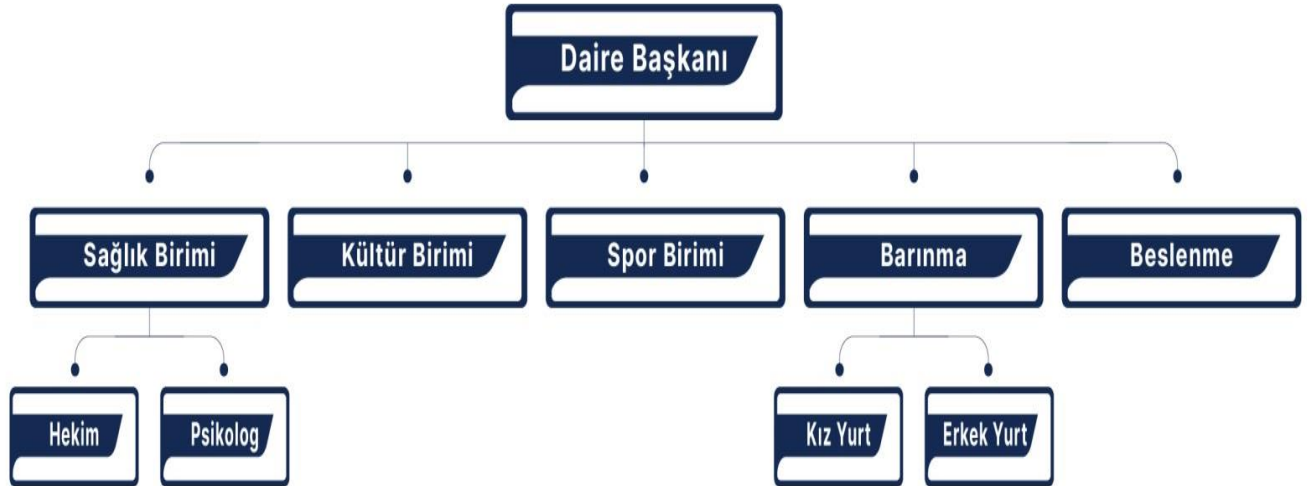 Daire Başkanı
Sağlık Birimi
Kültür Birimi
Spor Birimi
Barınma
Beslenme
Hekim
Psikolog
Kız Yurt
Erkek Yurt